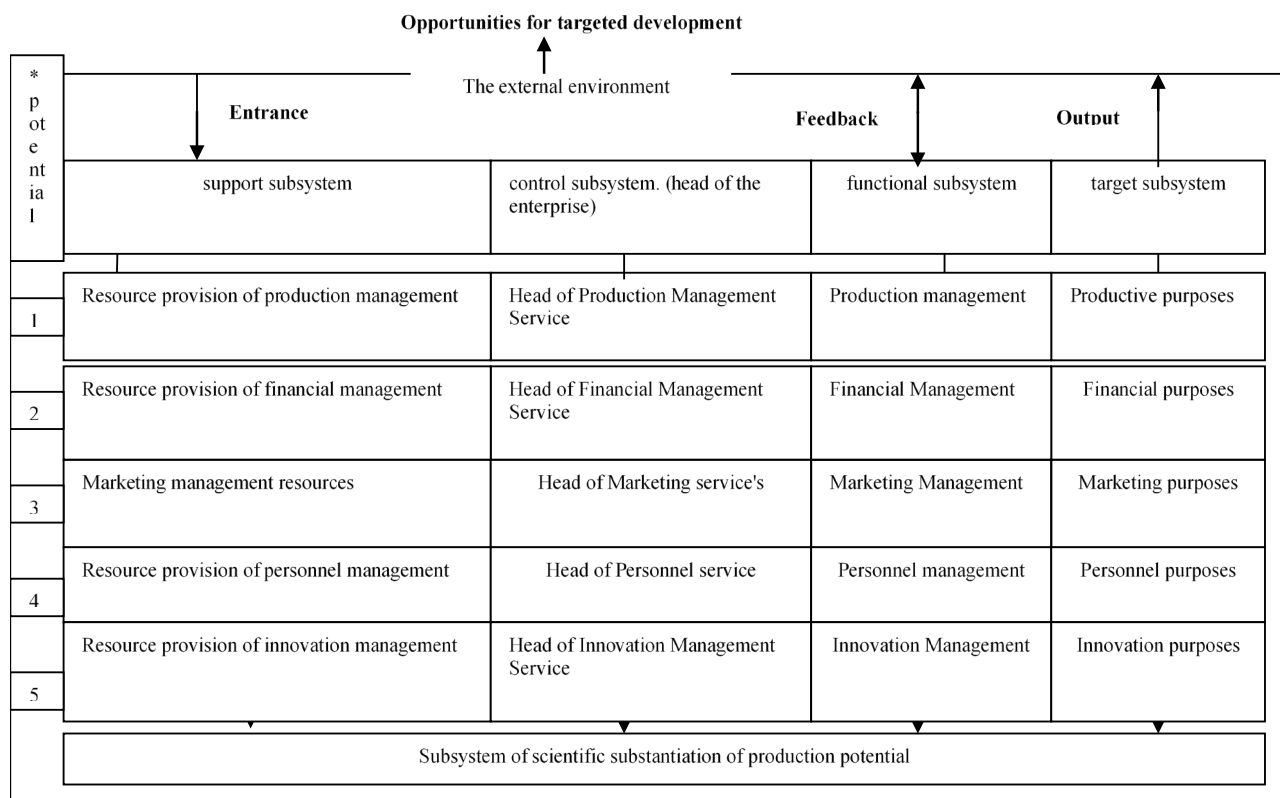 Opportunities for targeted development
The external environment
Entrance
Feedback
Output
*
p
ot
e
nti
a
l
support subsystem
control subsystem. (head of the
enterprise)
functional subsystem
target subsystem
1
Resource provision of production management
Head of Production Management
Service
Production management
Productive purposes
2
Resource provision of financial management
Head of Financial Management
Service
Financial Management
Financial purposes
3
Marketing management resources
Head of Marketing service's
Marketing Management
Marketing purposes
4
Resource provision of personnel management
Head of Personnel service
Personnel management
Personnel purposes
5
Resource provision of innovation management
Head of Innovation Management
Service
Innovation Management
Innovation purposes
Subsystem of scientific substantiation of production potential